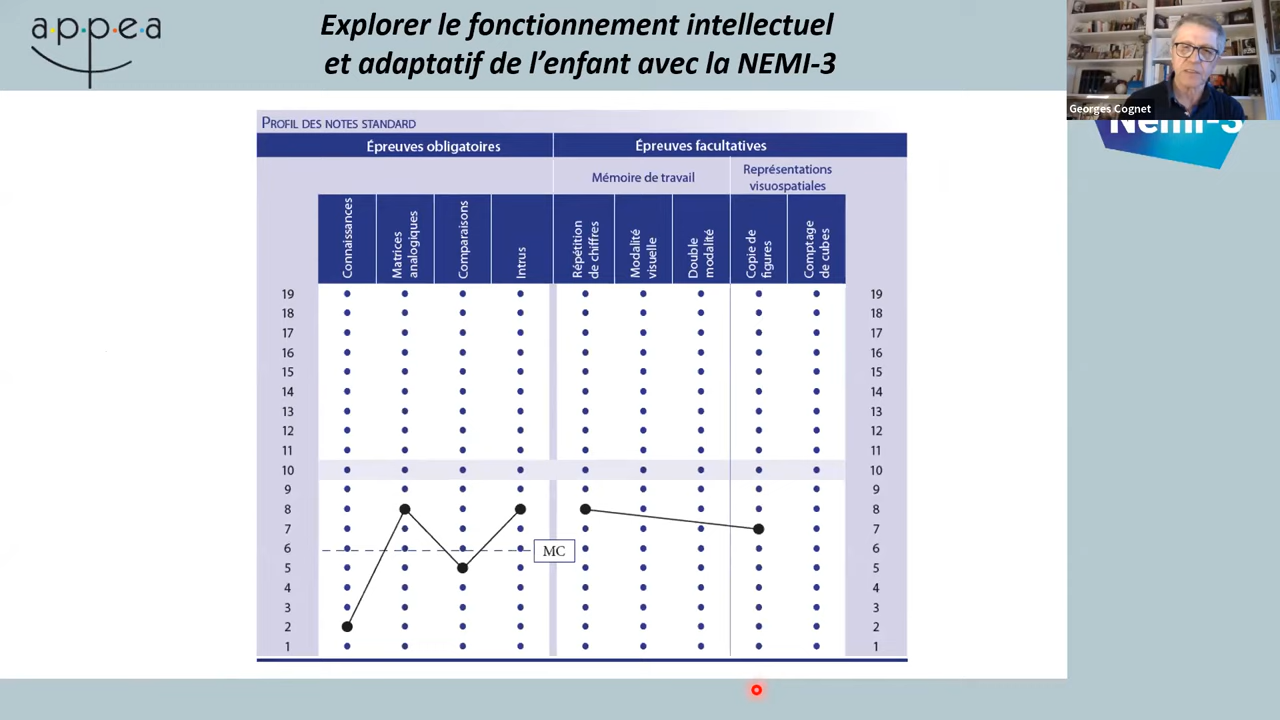 a.p.p.e.a
Explorer le fonctionnement intellectuel
et adaptatif de l’enfant avec la NEMI-3
Georges Cognet
Nemi-3
PROFIL DES NOTES STANDARD
Épreuves obligatoires
Épreuves facultatives
Mémoire de travail
Représentations
visuospatiales
Connaissances
Matrices
analogiques
Comparaisons
Intrus
Répétition
de chiffres
Modalité
visuelle
Double
modalité
Copie de
figures
Comptage
de cubes
19 19
18 18
17 17
16 16
15 15
14 14
13 13
12 12
11 11
10 10
9 9
8 8
7 7
6 MC 6
5 5
4 4
3 3
2 2
1 1